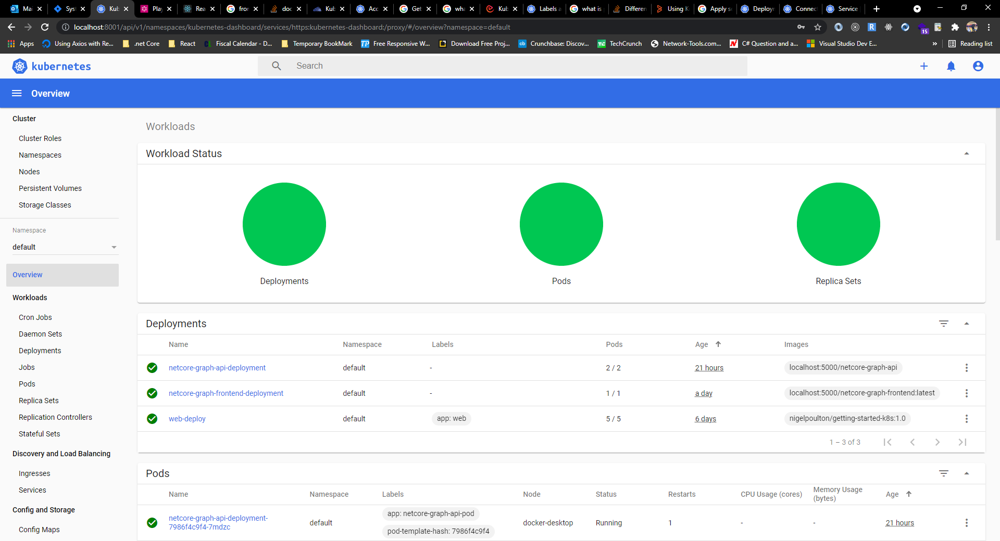 Mai
Sys
Kub
Play
Rea
fror
doc
Kub
Acc
Get
wha
Kub
Labels a
what is
Differen
Using K
Apply se
Deploy
Connec
Service
localhost:8001/api/v1/namespaces/kubernetes-dashboard/services/https:kubernetes-dashboard:/proxy/#/overview?namespace=default
R
15
Apps
Using Axios with Re...
.net Core
React
Fiscal Calendar - D...
Temporary BookMark
Free Responsive W...
Download Free Proj...
Crunchbase: Discov...
TechCrunch
Network-Tools.com...
C# Question and a...
Visual Studio Dev E...
»
Reading list
kubernetes
Search
Overview
Cluster
Cluster Roles
Namespaces
Nodes
Persistent Volumes
Storage Classes
Namespace
default
Overview
Workloads
Cron Jobs
Daemon Sets
Deployments
Jobs
Pods
Replica Sets
Replication Controllers
Stateful Sets
Discovery and Load Balancing
Ingresses
Services
Config and Storage
Config Maps
Workloads
Workload Status
Deployments
Pods
Replica Sets
Deployments
Name Namespace Labels Pods Age Images
netcore-graph-api-deployment default - 2 / 2 21 hours localhost:5000/netcore-graph-api
netcore-graph-frontend-deployment default - 1 / 1 a day localhost:5000/netcore-graph-frontend:latest
web-deploy default app: web 5 / 5 6 days nigelpoulton/getting-started-k8s:1.0
1 – 3 of 3
Pods
Name Namespace Labels Node Status Restarts CPU Usage (cores) Memory Usage (bytes) Age
netcore-graph-api-deployment-7986f4c9f4-7mdzc default app: netcore-graph-api-pod docker-desktop Running 1 - - 21 hours
pod-template-hash: 7986f4c9f4